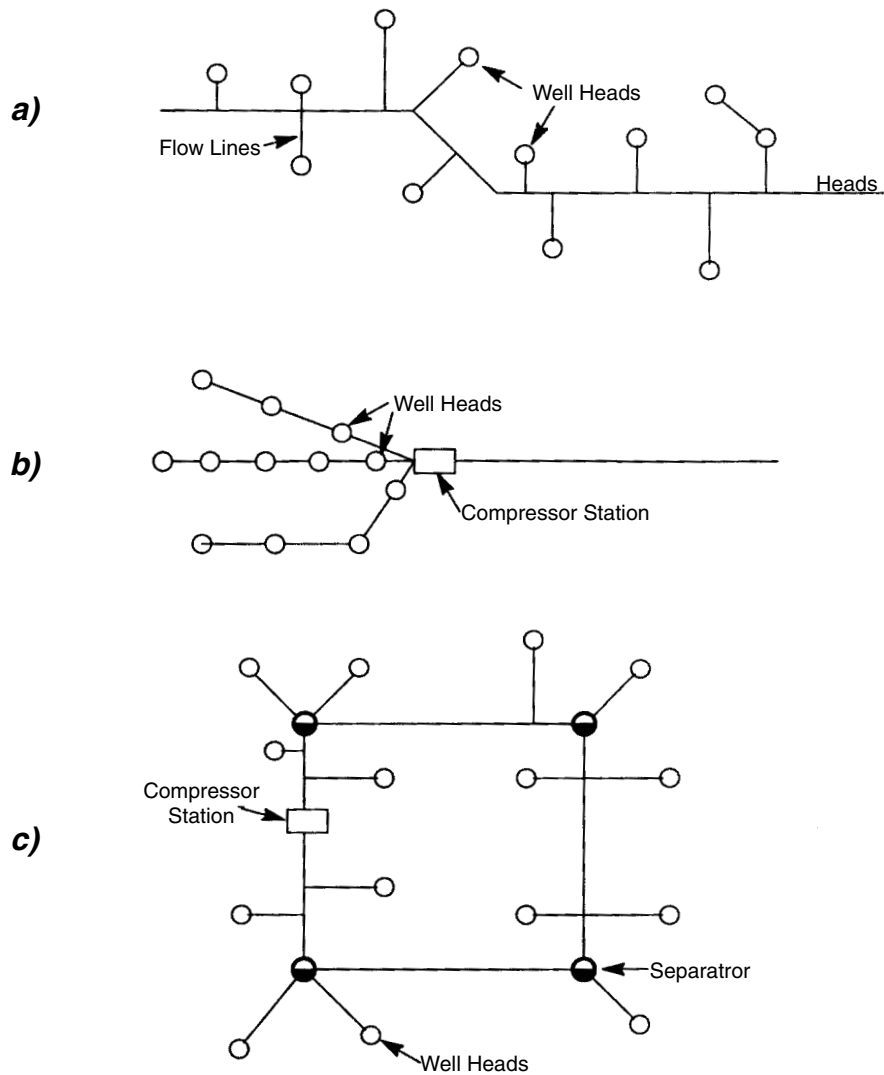 a)
Well Heads
Flow Lines
Heads
b)
Well Heads
Compressor Station
c)
Compressor
Station
Separatror
Well Heads